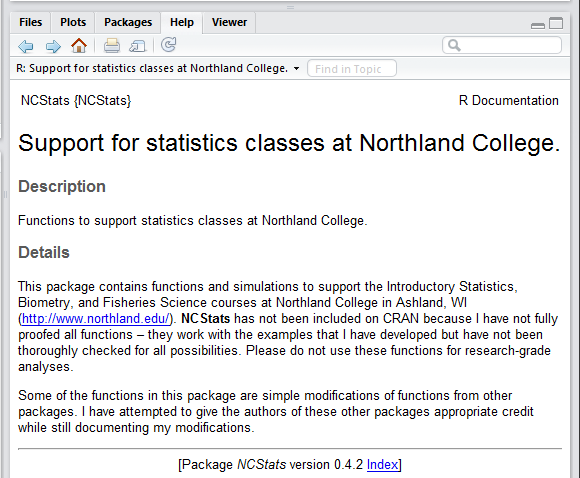 Files Plots Packages Help Viewer
R: Support for statistics classes at Northland College. Find in Topic
NCStats {NCStats} R Documentation
Support for statistics classes at Northland College.
Description
Functions to support statistics classes at Northland College.
Details
This package contains functions and simulations to support the Introductory Statistics,
Biometry, and Fisheries Science courses at Northland College in Ashland, WI
(http://www.northland.edu/). NCStats has not been included on CRAN because I have not fully
proofed all functions – they work with the examples that I have developed but have not been
thoroughly checked for all possibilities. Please do not use these functions for research-grade
analyses.
Some of the functions in this package are simple modifications of functions from other
packages. I have attempted to give the authors of these other packages appropriate credit
while still documenting my modifications.
[Package NCStats version 0.4.2 Index]